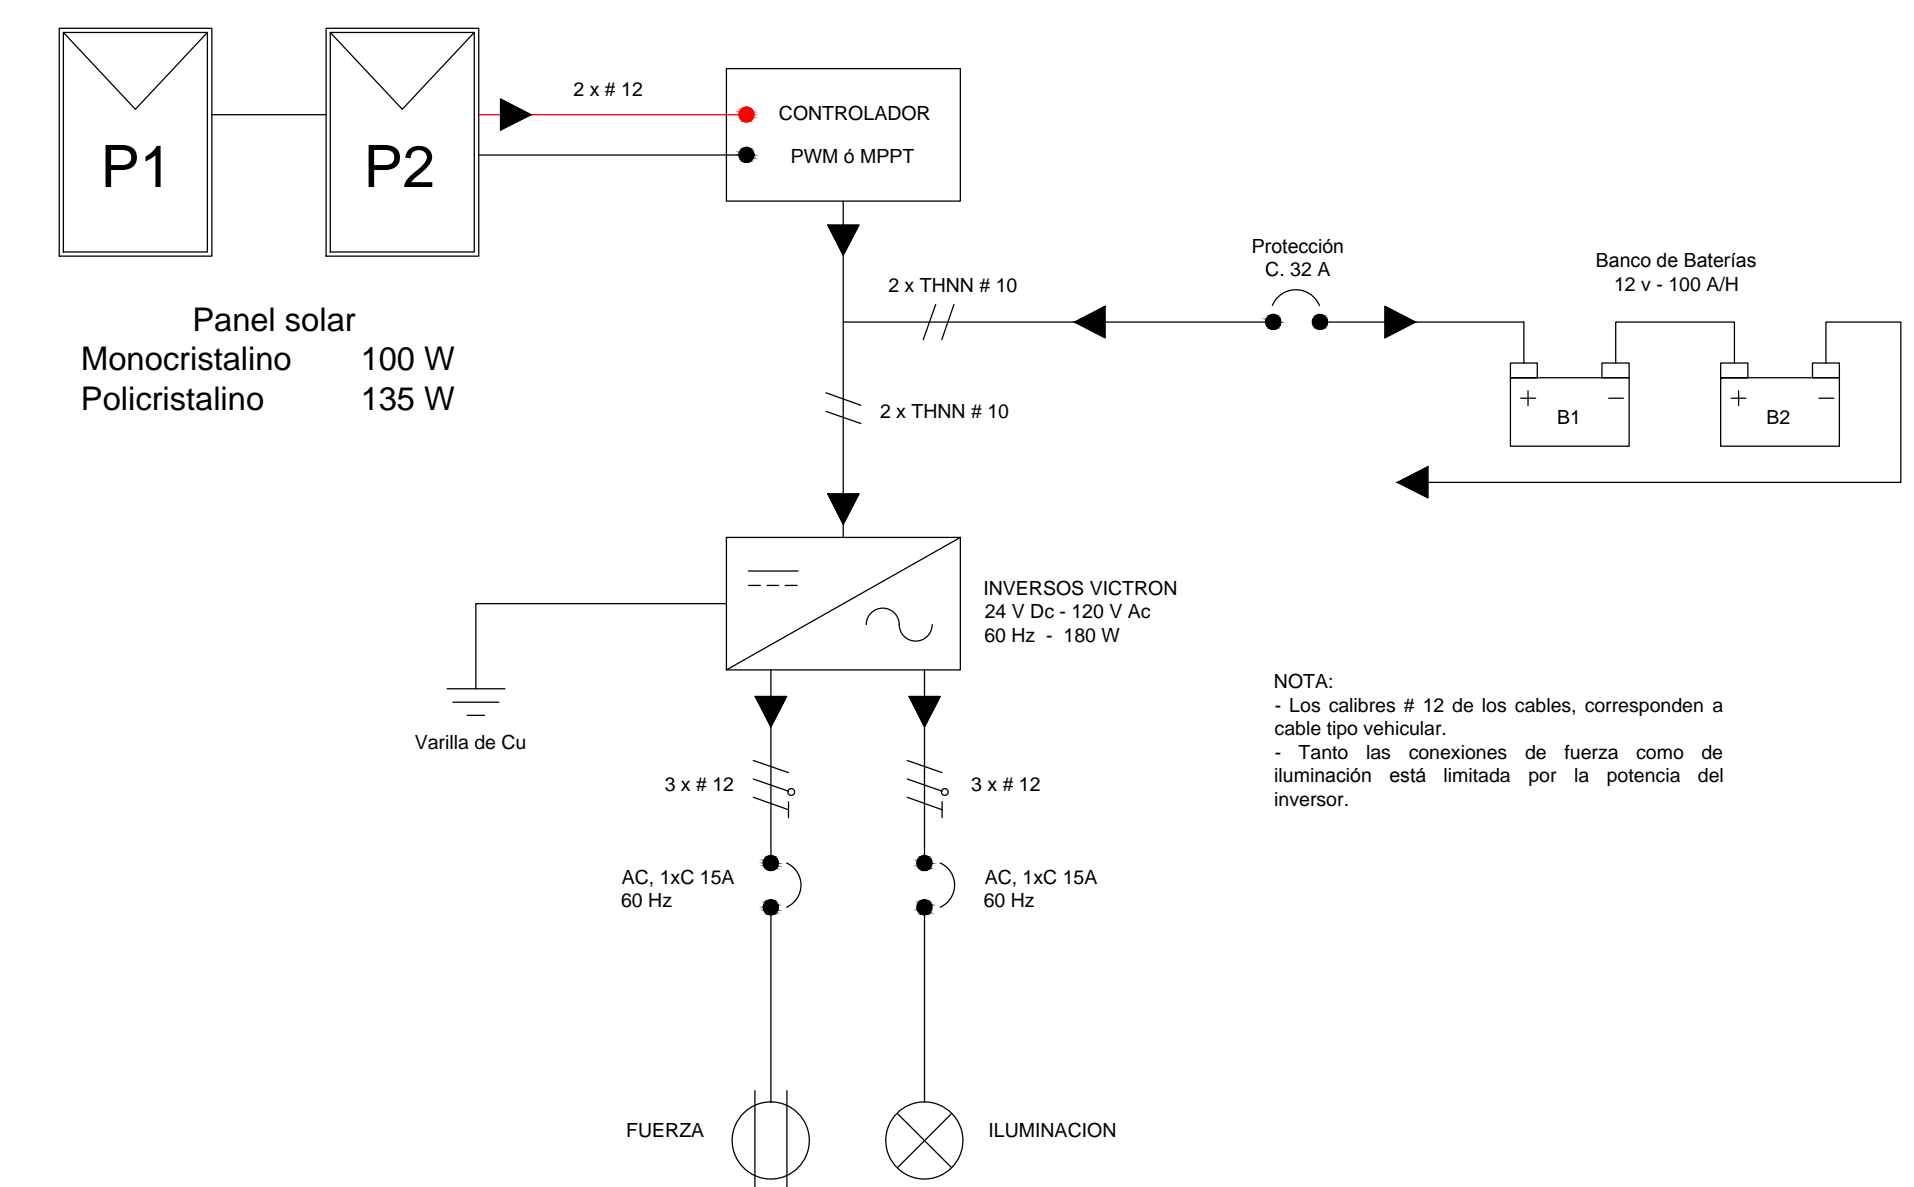 P1
P2
2 x # 12
CONTROLADOR
PWM ó MPPT
Panel solar
Monocristalino 100 W
Policristalino 135 W
2 x THNN # 10
Protección
C. 32 A
Banco de Baterías
12 v - 100 A/H
+ −
B1
+ −
B2
2 x THNN # 10
INVERSOS VICTRON
24 V Dc - 120 V Ac
60 Hz - 180 W
Varilla de Cu
NOTA:
- Los calibres # 12 de los cables, corresponden a
cable tipo vehicular.
- Tanto las conexiones de fuerza como de
iluminación está limitada por la potencia del
inversor.
3 x # 12
3 x # 12
AC, 1xC 15A
60 Hz
AC, 1xC 15A
60 Hz
FUERZA
ILUMINACION